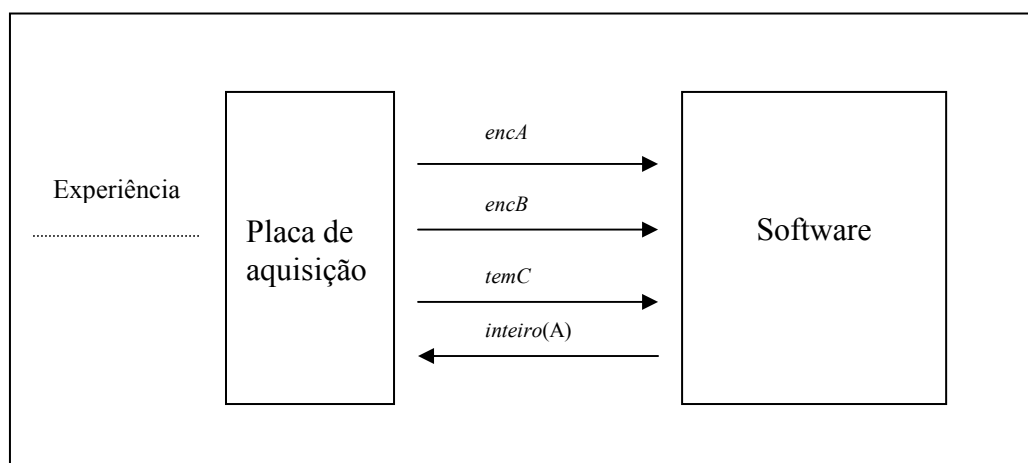 Experiência
Placa de
aquisição
encA
encB
temC
inteiro(A)
Software